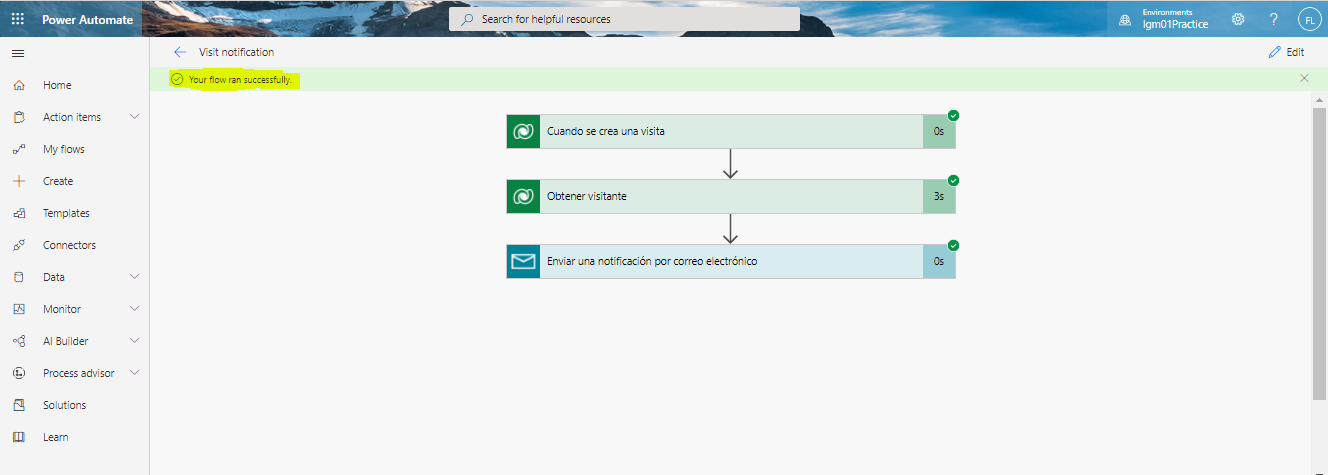 Power Automate
Search for helpful resources
Environments
lgm01Practice
?
FL
Visit notification
Edit
Your flow ran successfully.
Home
Action items
My flows
Create
Templates
Connectors
Data
Monitor
AI Builder
Process advisor
Solutions
Learn
Cuando se crea una visita
0s
Obtener visitante
3s
Enviar una notificación por correo electrónico
0s